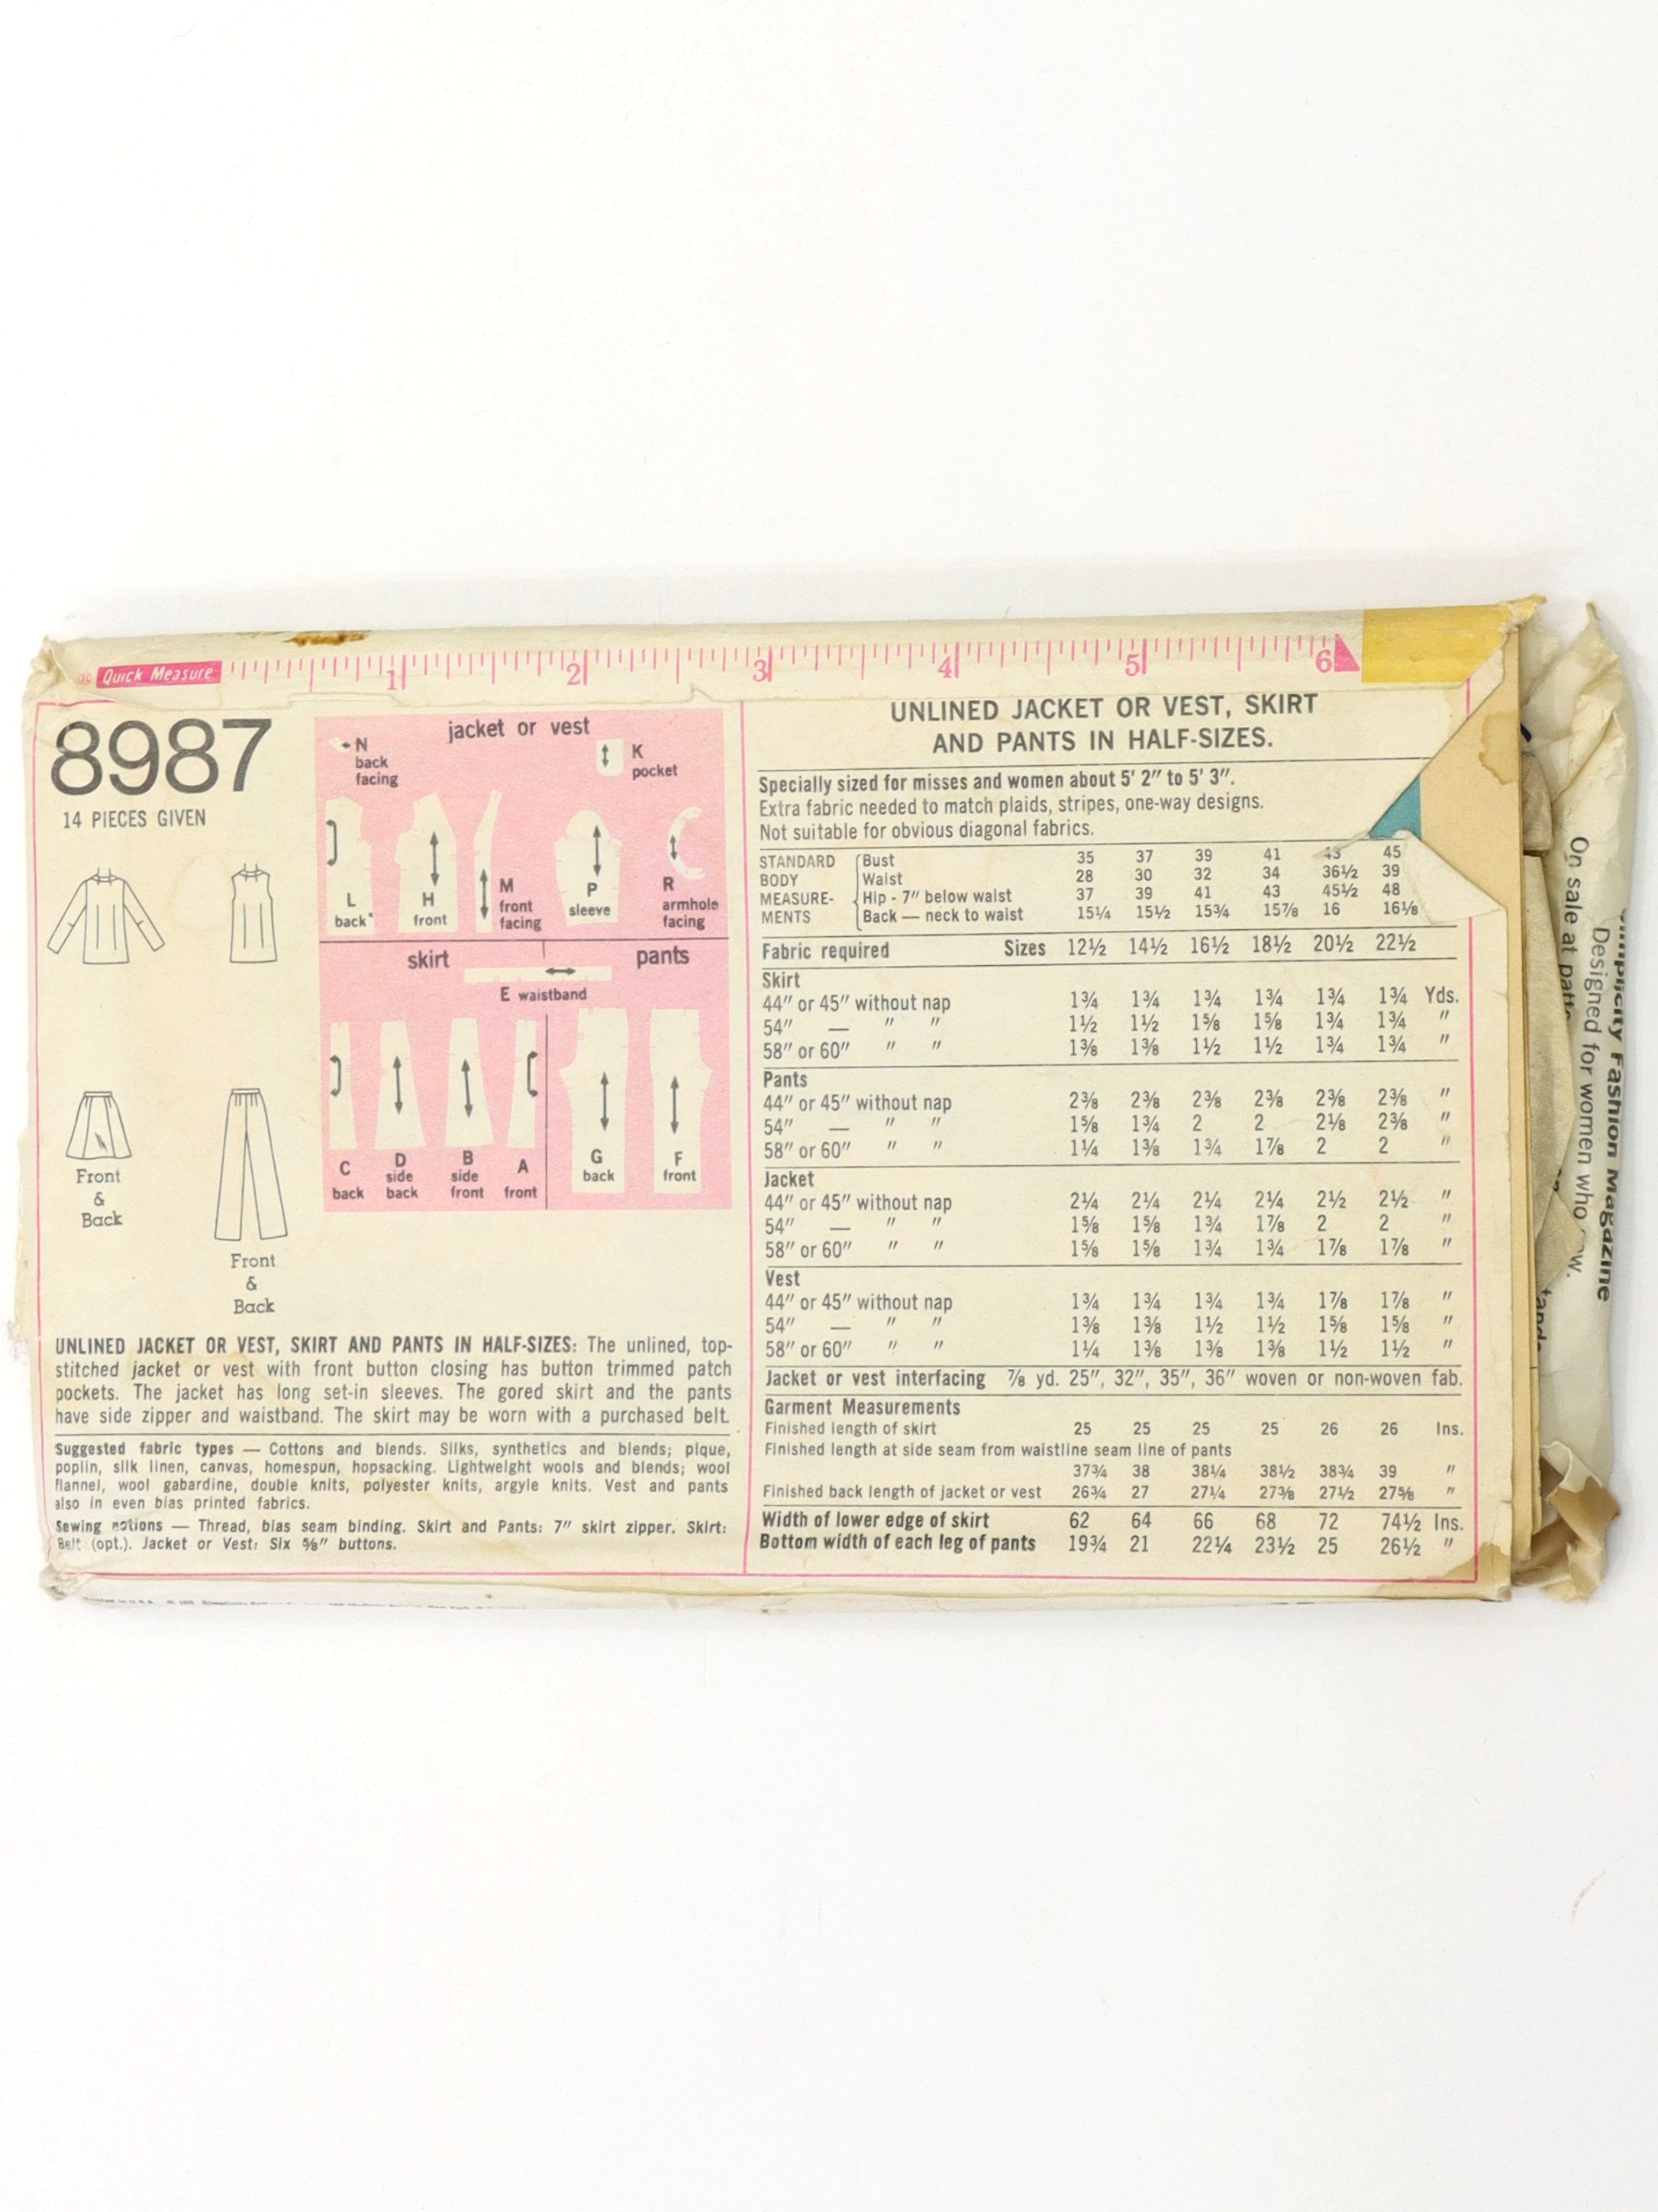 Quick Measure 1 2 3 4 5 6
8987
14 PIECES GIVEN
Front
&
Back
Front
&
Back
jacket or vest
N
back
facing
K
pocket
L
back
H
front
M
front
facing
P
sleeve
R
armhole
facing
skirt
pants
E waistband
C
back
D
side
back
B
side
front
A
front
G
back
F
front
UNLINED JACKET OR VEST, SKIRT AND PANTS IN HALF-SIZES: The unlined, top-
stitched jacket or vest with front button closing has button trimmed patch
pockets. The jacket has long set-in sleeves. The gored skirt and the pants
have side zipper and waistband. The skirt may be worn with a purchased belt.
Suggested fabric types — Cottons and blends. Silks, synthetics and blends; pique,
poplin, silk linen, canvas, homespun, hopsacking. Lightweight wools and blends; wool
flannel, wool gabardine, double knits, polyester knits, argyle knits. Vest and pants
also in even bias printed fabrics.
Sewing notions — Thread, bias seam binding. Skirt and Pants: 7" skirt zipper. Skirt:
Belt (opt.). Jacket or Vest: Six ⅝" buttons.
UNLINED JACKET OR VEST, SKIRT
AND PANTS IN HALF-SIZES.
Specially sized for misses and women about 5' 2" to 5' 3".
Extra fabric needed to match plaids, stripes, one-way designs.
Not suitable for obvious diagonal fabrics.
STANDARD Bust 35 37 39 41 43 45
BODY Waist 28 30 32 34 36½ 39
MEASURE- Hip - 7" below waist 37 39 41 43 45½ 48
MENTS Back — neck to waist 15¼ 15½ 15¾ 15⅞ 16 16⅛
Fabric required Sizes 12½ 14½ 16½ 18½ 20½ 22½
Skirt
44" or 45" without nap 1¾ 1¾ 1¾ 1¾ 1¾ 1¾ Yds.
54" — " " 1½ 1½ 1⅝ 1⅝ 1¾ 1¾ "
58" or 60" " " 1⅜ 1⅜ 1½ 1½ 1¾ 1¾ "
Pants
44" or 45" without nap 2⅜ 2⅜ 2⅜ 2⅜ 2⅜ 2⅜ "
54" — " " 1⅝ 1¾ 2 2 2⅛ 2⅜ "
58" or 60" " " 1¼ 1⅜ 1¾ 1⅞ 2 2 "
Jacket
44" or 45" without nap 2¼ 2¼ 2¼ 2¼ 2½ 2½ "
54" — " " 1⅝ 1⅝ 1¾ 1⅞ 2 2 "
58" or 60" " " 1⅝ 1⅝ 1¾ 1¾ 1⅞ 1⅞ "
Vest
44" or 45" without nap 1¾ 1¾ 1¾ 1¾ 1⅞ 1⅞ "
54" — " " 1⅜ 1⅜ 1½ 1½ 1⅝ 1⅝ "
58" or 60" " " 1¼ 1⅜ 1⅜ 1⅜ 1½ 1½ "
Jacket or vest interfacing ⅞ yd. 25", 32", 35", 36" woven or non-woven fab.
Garment Measurements
Finished length of skirt 25 25 25 25 26 26 Ins.
Finished length at side seam from waistline seam line of pants
37¾ 38 38¼ 38½ 38¾ 39 "
Finished back length of jacket or vest 26¾ 27 27¼ 27⅜ 27½ 27⅝ "
Width of lower edge of skirt 62 64 66 68 72 74½ Ins.
Bottom width of each leg of pants 19¾ 21 22¼ 23½ 25 26½ "
Fashion Magazine
Designed for women who
On sale at